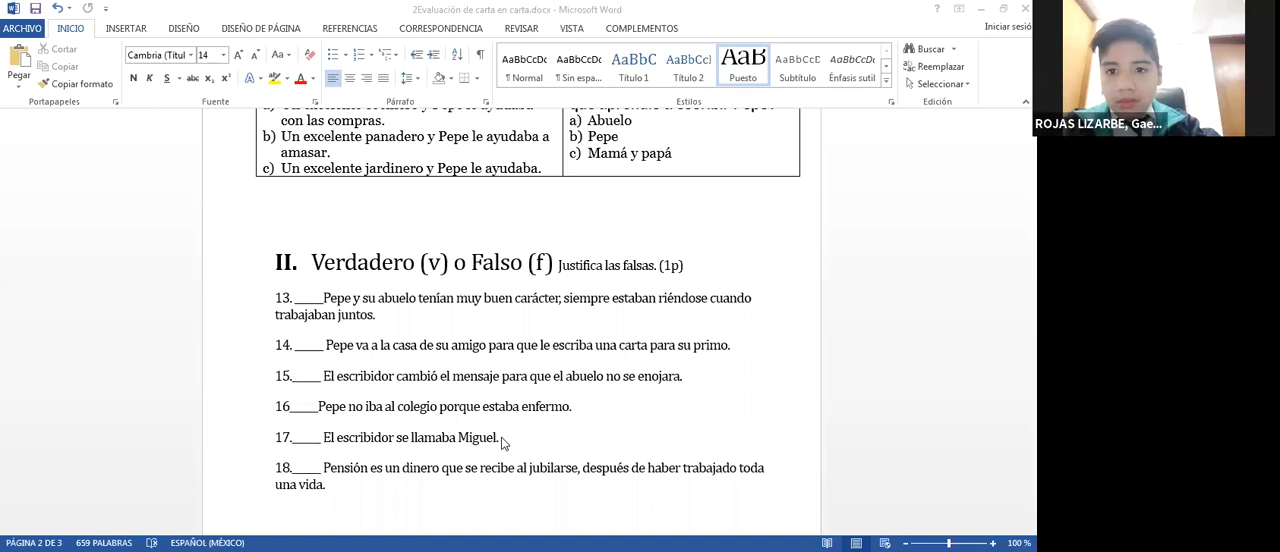 2Evaluación de carta en carta.docx - Microsoft Word
ARCHIVO INICIO INSERTAR DISEÑO DISEÑO DE PÁGINA REFERENCIAS CORRESPONDENCIA REVISAR VISTA COMPLEMENTOS
Iniciar sesió
Pegar
Cortar
Copiar
Copiar formato
Portapapeles
Cambria (Títul 14
Fuente
Párrafo
AaBbCcDc AaBbCcDc AaBbC AaBbCcI AaB AaBbCcD AaBbCcDt
¶ Normal ¶ Sin espa... Título 1 Título 2 Puesto Subtítulo Énfasis sutil
Estilos
Buscar
Reemplazar
Seleccionar
Edición
ROJAS LIZARBE, Gae...
con las compras.
b) Un excelente panadero y Pepe le ayudaba a
amasar.
c) Un excelente jardinero y Pepe le ayudaba.
a) Abuelo
b) Pepe
c) Mamá y papá
II. Verdadero (v) o Falso (f) Justifica las falsas. (1p)
13. _____Pepe y su abuelo tenían muy buen carácter, siempre estaban riéndose cuando
trabajaban juntos.
14. _____ Pepe va a la casa de su amigo para que le escriba una carta para su primo.
15._____ El escribidor cambió el mensaje para que el abuelo no se enojara.
16_____Pepe no iba al colegio porque estaba enfermo.
17._____ El escribidor se llamaba Miguel.
18._____ Pensión es un dinero que se recibe al jubilarse, después de haber trabajado toda
una vida.
PÁGINA 2 DE 3 659 PALABRAS ESPAÑOL (MÉXICO) 100 %